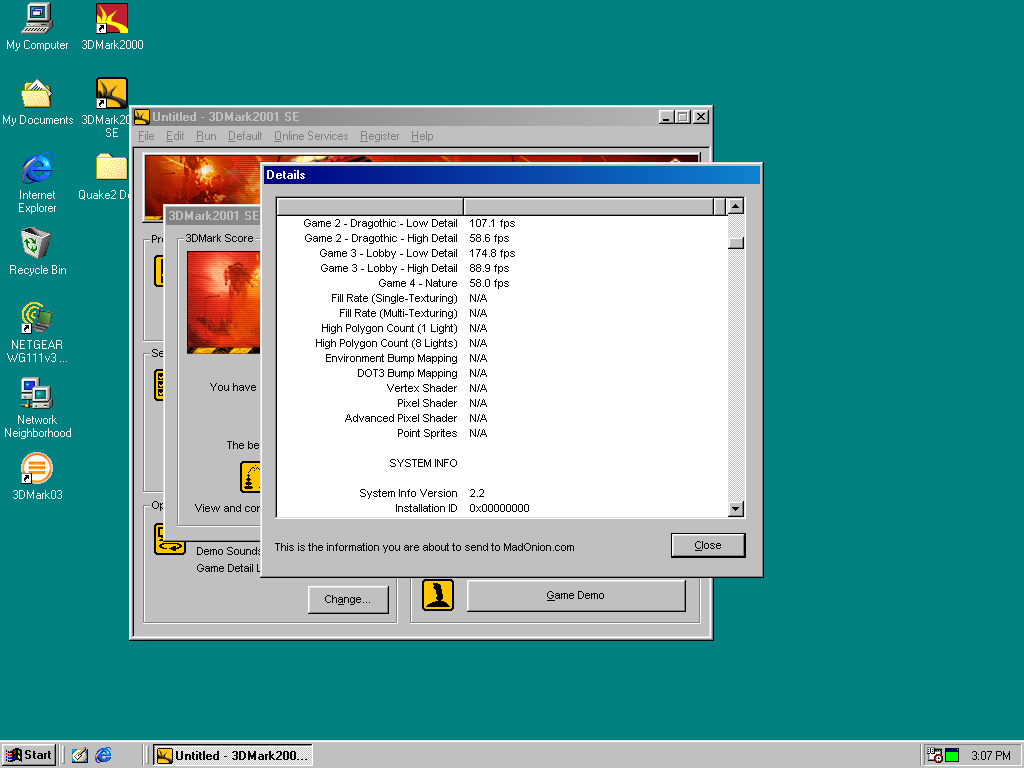 My Computer
3DMark2000
My Documents
3DMark20
SE
Internet
Explorer
Quake2 D
Recycle Bin
NETGEAR
WG111v3 ...
Network
Neighborhood
3DMark03
Untitled - 3DMark2001 SE
File Edit Run Default Online Services Register Help
3DMark2001 SE
3DMark Score
You have
The be
View and cor
Pr
Se
Op
Demo Sounds
Game Detail L
Change...
Game Demo
Details
Game 2 - Dragothic - Low Detail 107.1 fps
Game 2 - Dragothic - High Detail 58.6 fps
Game 3 - Lobby - Low Detail 174.8 fps
Game 3 - Lobby - High Detail 88.9 fps
Game 4 - Nature 58.0 fps
Fill Rate (Single-Texturing) N/A
Fill Rate (Multi-Texturing) N/A
High Polygon Count (1 Light) N/A
High Polygon Count (8 Lights) N/A
Environment Bump Mapping N/A
DOT3 Bump Mapping N/A
Vertex Shader N/A
Pixel Shader N/A
Advanced Pixel Shader N/A
Point Sprites N/A
SYSTEM INFO
System Info Version 2.2
Installation ID 0x00000000
This is the information you are about to send to MadOnion.com
Close
Start
Untitled - 3DMark200...
3:07 PM